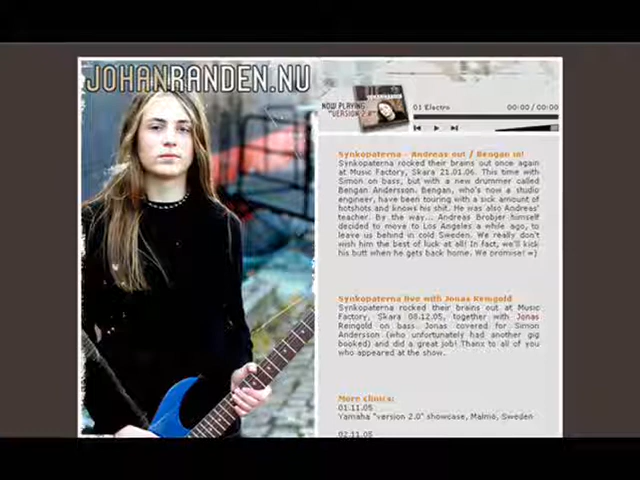 JOHANRANDEN.NU
NOW PLAYING
"VERSION 2.0"
01 Electro
00:00 / 00:00
Synkopaterna - Andreas out / Bengan in!
Synkopaterna rocked their brains out once again
at Music Factory, Skara 21.01.06. This time with
Simon on bass, but with a new drummer called
Bengan Andersson. Bengan, who's now a studio
engineer, have been touring with a sick amount of
hotshots and knows his shit. He was also Andreas'
teacher. By the way... Andreas Brobjer himself
decided to move to Los Angeles a while ago, to
leave us behind in cold Sweden. We really don't
wish him the best of luck at all! In fact, we'll kick
his butt when he gets back home. We promise! =)
Synkopaterna live with Jonas Reingold
Synkopaterna rocked their brains out at Music
Factory, Skara 08.12.05, together with Jonas
Reingold on bass. Jonas covered for Simon
Andersson (who unfortunately had another gig
booked) and did a great job! Thanx to all of you
who appeared at the show.
More clinics:
01.11.05
Yamaha "version 2.0" showcase, Malmö, Sweden
02.11.05